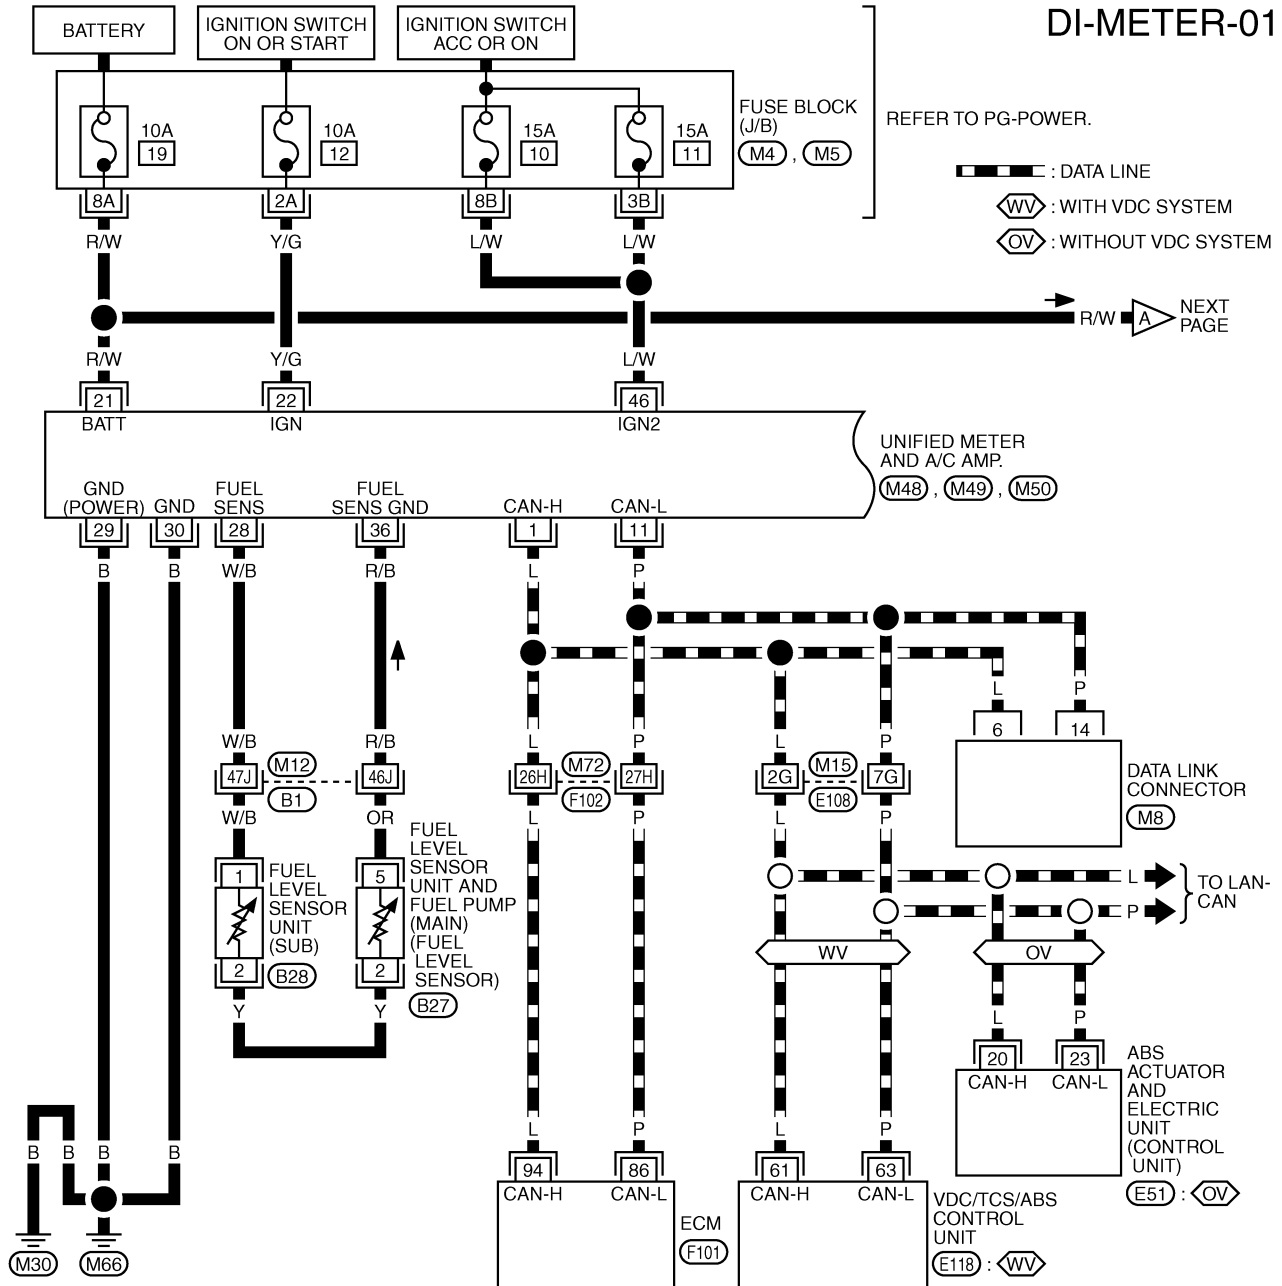 DI-METER-01
BATTERY
IGNITION SWITCH
ON OR START
IGNITION SWITCH
ACC OR ON
10A
19
10A
12
15A
10
15A
11
FUSE BLOCK
(J/B)
M4 , M5
REFER TO PG-POWER.
: DATA LINE
WV : WITH VDC SYSTEM
OV : WITHOUT VDC SYSTEM
8A
2A
8B
3B
R/W
Y/G
L/W
L/W
R/W
A
NEXT
PAGE
R/W
Y/G
L/W
21
22
46
BATT
IGN
IGN2
UNIFIED METER
AND A/C AMP.
M48 , M49 , M50
GND
(POWER)
GND
FUEL
SENS
FUEL
SENS GND
CAN-H
CAN-L
29
30
28
36
1
11
B
B
W/B
R/B
L
P
L
P
6
14
W/B
R/B
L
P
L
P
47J
M12
B1
46J
26H
M72
F102
27H
2G
M15
E108
7G
DATA LINK
CONNECTOR
M8
W/B
OR
L
P
L
P
1
FUEL
LEVEL
SENSOR
UNIT
(SUB)
2
B28
5
2
FUEL
LEVEL
SENSOR
UNIT AND
FUEL PUMP
(MAIN)
(FUEL
LEVEL
SENSOR)
B27
L
P
TO LAN-
CAN
WV
OV
Y
Y
L
P
20
23
CAN-H
CAN-L
ABS
ACTUATOR
AND
ELECTRIC
UNIT
(CONTROL
UNIT)
E51 : OV
B
B
B
B
L
P
L
P
94
86
61
63
CAN-H
CAN-L
CAN-H
CAN-L
ECM
F101
VDC/TCS/ABS
CONTROL
UNIT
E118 : WV
M30
M66